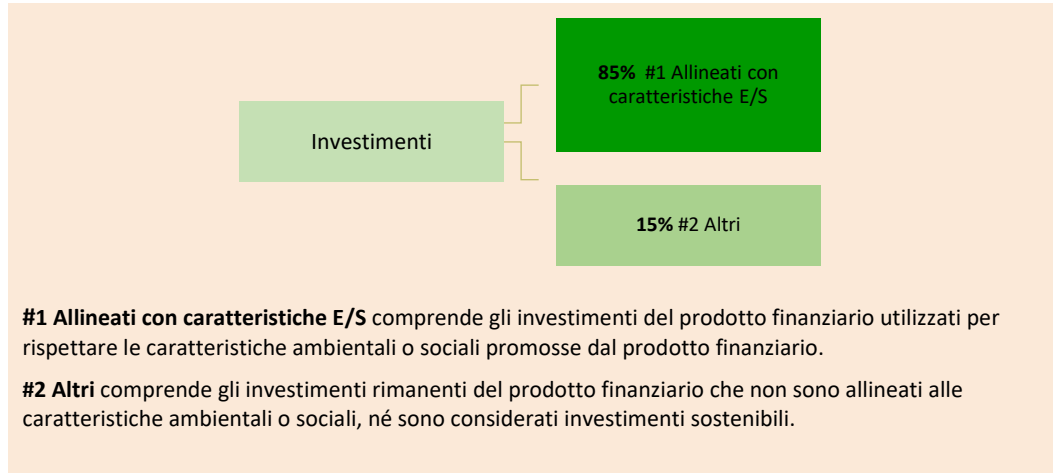 85% #1 Allineati con
caratteristiche E/S
Investimenti
15% #2 Altri
#1 Allineati con caratteristiche E/S comprende gli investimenti del prodotto finanziario utilizzati per
rispettare le caratteristiche ambientali o sociali promosse dal prodotto finanziario.
#2 Altri comprende gli investimenti rimanenti del prodotto finanziario che non sono allineati alle
caratteristiche ambientali o sociali, né sono considerati investimenti sostenibili.